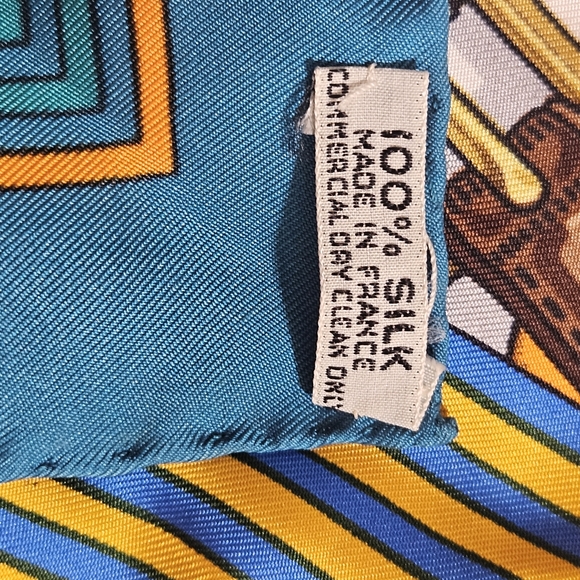 100% SILK
MADE IN FRANCE
COMMERCIAL DRY CLEAN ONLY